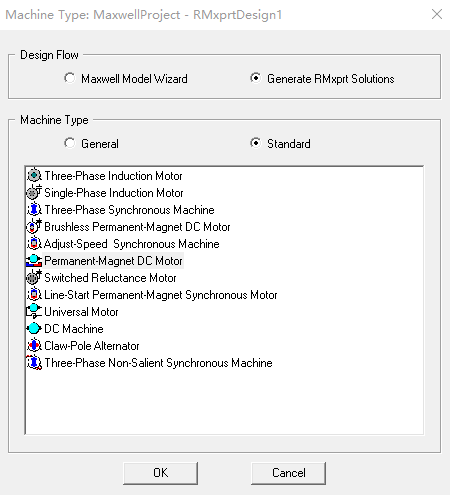 Machine Type: MaxwellProject - RMxprtDesign1
Design Flow
Maxwell Model Wizard
Generate RMxprt Solutions
Machine Type
General
Standard
Three-Phase Induction Motor
Single-Phase Induction Motor
Three-Phase Synchronous Machine
Brushless Permanent-Magnet DC Motor
Adjust-Speed  Synchronous Machine
Permanent-Magnet DC Motor
Switched Reluctance Motor
Line-Start Permanent-Magnet Synchronous Motor
Universal Motor
DC Machine
Claw-Pole Alternator
Three-Phase Non-Salient Synchronous Machine
OK
Cancel